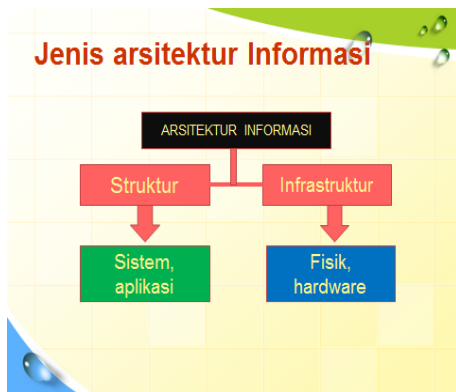 Jenis arsitektur Informasi
ARSITEKTUR INFORMASI
Struktur
Infrastruktur
Sistem,
aplikasi
Fisik,
hardware